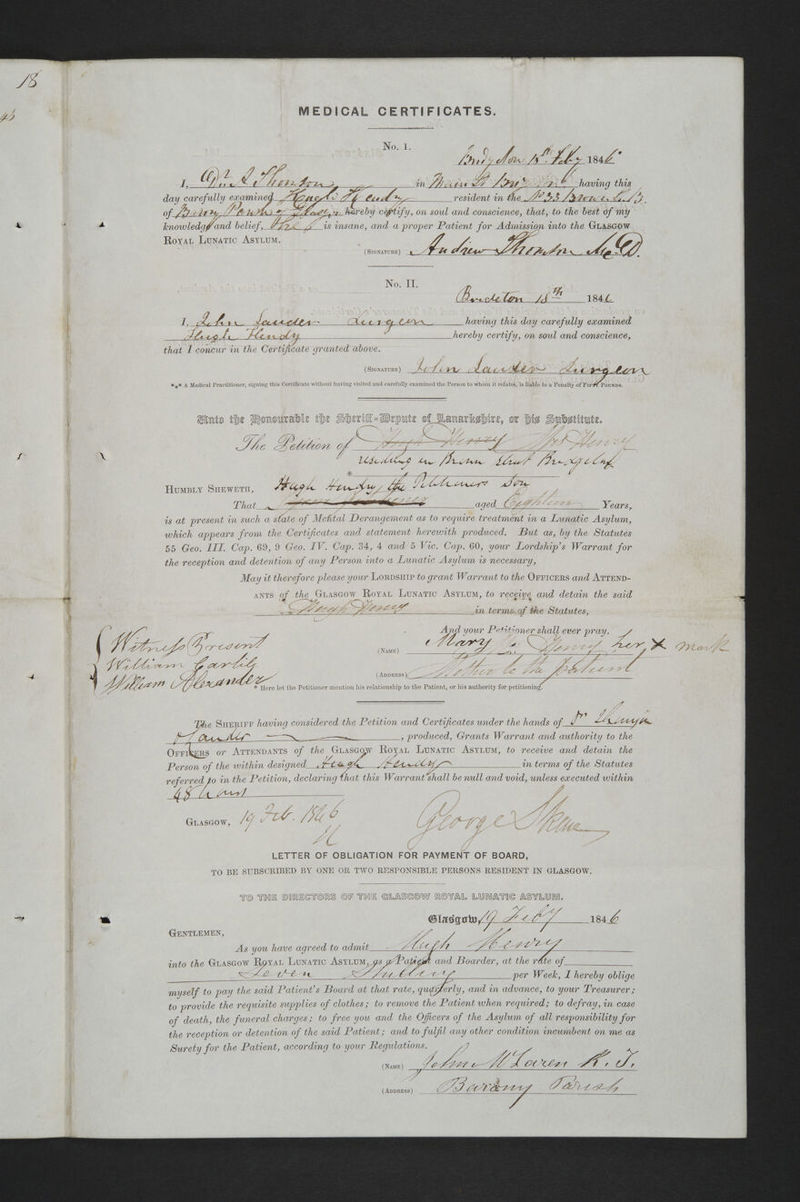 18
MEDICAL CERTIFICATES.
No. 1.
18th Feby 1846
I, Dr. A Thomson in Main St having this
day carefully examined Hugh Hendry resident in the No 33 Brown St.
of hereby certify, on soul and conscience, that, to the best of my
knowledge and belief, is insane, and a proper Patient for Admission into the GLASGOW
ROYAL LUNATIC ASYLUM.
(SIGNATURE) Andrew Thomson M.D.
No. II.
Bridgeton 18th 1846
I, John Lauder Surgeon having this day carefully examined
Hugh Hendry hereby certify, on soul and conscience,
that I concur in the Certificate granted above.
(SIGNATURE) John Lauder Surgeon
*** A Medical Practitioner, signing this Certificate without having visited and carefully examined the Person to whom it relates, is liable to a Penalty of FIFTY POUNDS.
Unto the Honourable the Sheriff-Depute of Lanarkshire, or his Substitute.
The Petition of Hugh Henry Henry
residing in Brown Street Bridgeton
*
HUMBLY SHEWETH, Hugh Hendry the Petitioners Son
That aged Eighteen Years,
is at present in such a state of Mental Derangement as to require treatment in a Lunatic Asylum,
which appears from the Certificates and statement herewith produced. But as, by the Statutes
55 Geo. III. Cap. 69, 9 Geo. IV. Cap. 34, 4 and 5 Vic. Cap. 60, your Lordship's Warrant for
the reception and detention of any Person into a Lunatic Asylum is necessary,
May it therefore please your LORDSHIP to grant Warrant to the OFFICERS and ATTEND-
ANTS of the GLASGOW ROYAL LUNATIC ASYLUM, to receive and detain the said
Hugh Henry in terms of the Statutes,
And your Petitioner shall ever pray.
Witness Present
(NAME) Mary Henry her X mark
William Carlile
(ADDRESS) Mother to the patient
William Alexander
* Here let the Petitioner mention his relationship to the Patient, or his authority for petitioning.
The SHERIFF having considered the Petition and Certificates under the hands of Dr Thomson
Lauder , produced, Grants Warrant and authority to the
OFFICERS or ATTENDANTS of the GLASGOW ROYAL LUNATIC ASYLUM, to receive and detain the
Person of the within designed Hugh Hendry in terms of the Statutes
referred to in the Petition, declaring that this Warrant shall be null and void, unless executed within
48 hours
GLASGOW, 19 Feb. 1846 George Skene
LETTER OF OBLIGATION FOR PAYMENT OF BOARD,
TO BE SUBSCRIBED BY ONE OR TWO RESPONSIBLE PERSONS RESIDENT IN GLASGOW.
TO THE DIRECTORS OF THE GLASGOW ROYAL LUNATIC ASYLUM.
Glasgow, 19 Feby 1846
GENTLEMEN,
As you have agreed to admit Hugh Henry
into the GLASGOW ROYAL LUNATIC ASYLUM, as a Patient and Boarder, at the rate of
Seven Shilling per Week, I hereby oblige
myself to pay the said Patient's Board at that rate, quarterly, and in advance, to your Treasurer;
to provide the requisite supplies of clothes; to remove the Patient when required; to defray, in case
of death, the funeral charges; to free you and the Officers of the Asylum of all responsibility for
the reception or detention of the said Patient; and to fulfil any other condition incumbent on me as
Surety for the Patient, according to your Regulations.
(NAME) John McLaren K.T.
(ADDRESS) Barony Parish